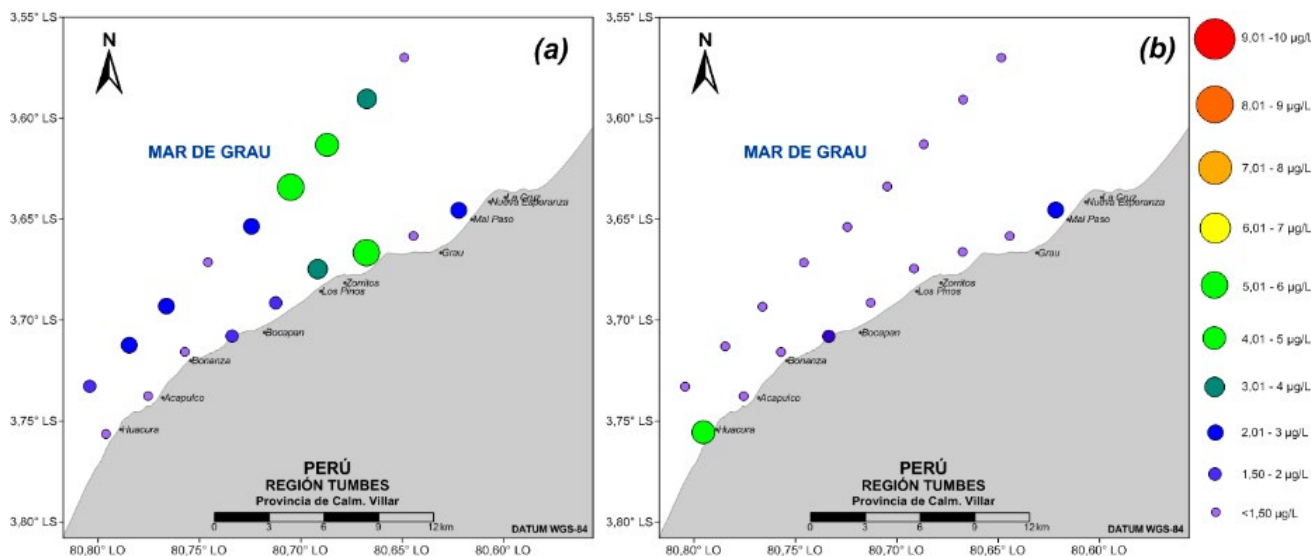 3,55° LS
3,60° LS
3,65° LS
3,70° LS
3,75° LS
3,80° LS
N
(a)
MAR DE GRAU
La Cruz
Nueva Esperanza
Mal Paso
Grau
Zorritos
Los Pinos
Bocapan
Bonanza
Acapulco
Huacura
PERÚ
REGIÓN TUMBES
Provincia de Calm. Villar
0 3 6 9 12 km
DATUM WGS-84
80,80° LO 80,75° LO 80,70° LO 80,65° LO 80,60° LO
3,55° LS
3,60° LS
3,65° LS
3,70° LS
3,75° LS
3,80° LS
N
(b)
MAR DE GRAU
La Cruz
Nueva Esperanza
Mal Paso
Grau
Zorritos
Los Pinos
Bocapan
Bonanza
Acapulco
Huacura
PERÚ
REGIÓN TUMBES
Provincia de Calm. Villar
0 3 6 9 12 km
DATUM WGS-84
80,80° LO 80,75° LO 80,70° LO 80,65° LO 80,60° LO
9,01 -10 µg/L
8,01 - 9 µg/L
7,01 - 8 µg/L
6,01 - 7 µg/L
5,01 - 6 µg/L
4,01 - 5 µg/L
3,01 - 4 µg/L
2,01 - 3 µg/L
1,50 - 2 µg/L
<1,50 µg/L